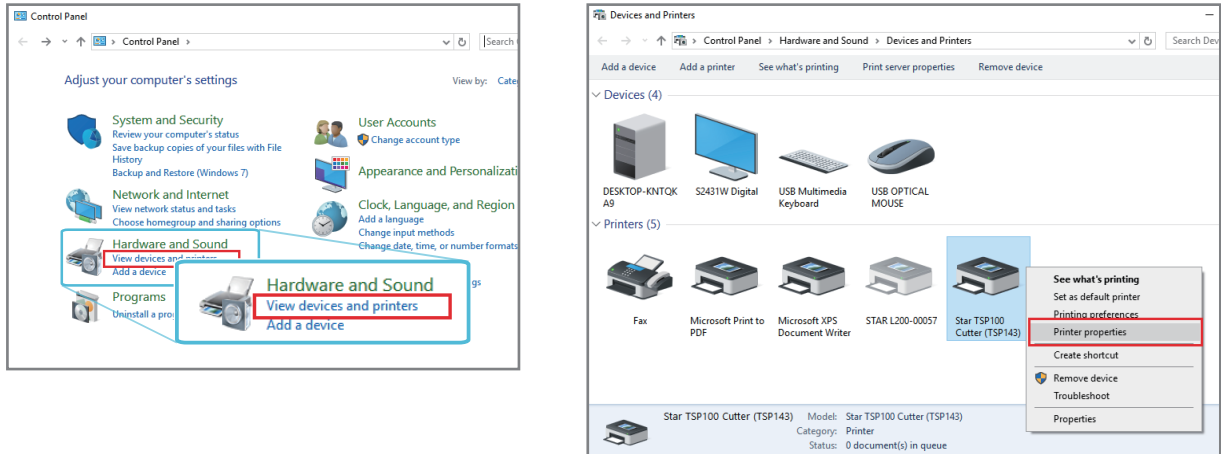 Control Panel
Control Panel
Search
Adjust your computer's settings
View by: Cate
System and Security
Review your computer's status
Save backup copies of your files with File
History
Backup and Restore (Windows 7)
Network and Internet
View network status and tasks
Choose homegroup and sharing options
Hardware and Sound
View devices and printers
Add a device
Programs
Uninstall a pro
User Accounts
Change account type
Appearance and Personalizati
Clock, Language, and Region
Add a language
Change input methods
Change date, time, or number formats
gs
Hardware and Sound
View devices and printers
Add a device
Devices and Printers
Control Panel > Hardware and Sound > Devices and Printers
Search Dev
Add a device Add a printer See what's printing Print server properties Remove device
Devices (4)
DESKTOP-KNTQK
A9
S2431W Digital
USB Multimedia
Keyboard
USB OPTICAL
MOUSE
Printers (5)
Fax
Microsoft Print to
PDF
Microsoft XPS
Document Writer
STAR L200-00057
Star TSP100
Cutter (TSP143)
See what's printing
Set as default printer
Printing preferences
Printer properties
Create shortcut
Remove device
Troubleshoot
Properties
Star TSP100 Cutter (TSP143) Model: Star TSP100 Cutter (TSP143)
Category: Printer
Status: 0 document(s) in queue